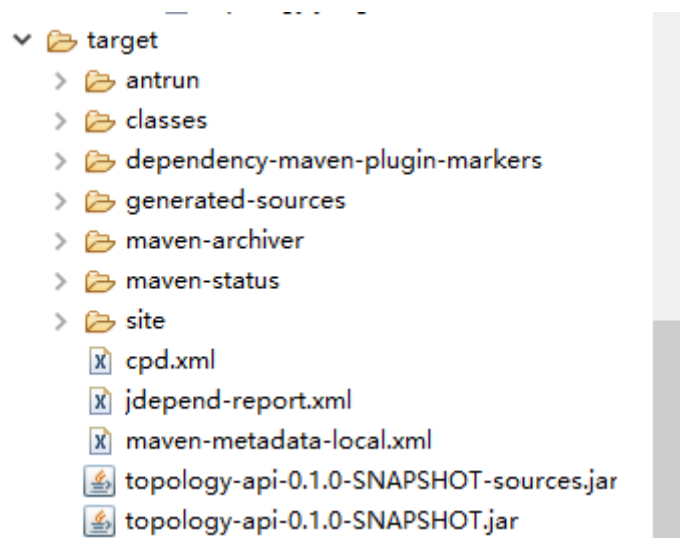 target
antrun
classes
dependency-maven-plugin-markers
generated-sources
maven-archiver
maven-status
site
cpd.xml
jdepend-report.xml
maven-metadata-local.xml
topology-api-0.1.0-SNAPSHOT-sources.jar
topology-api-0.1.0-SNAPSHOT.jar